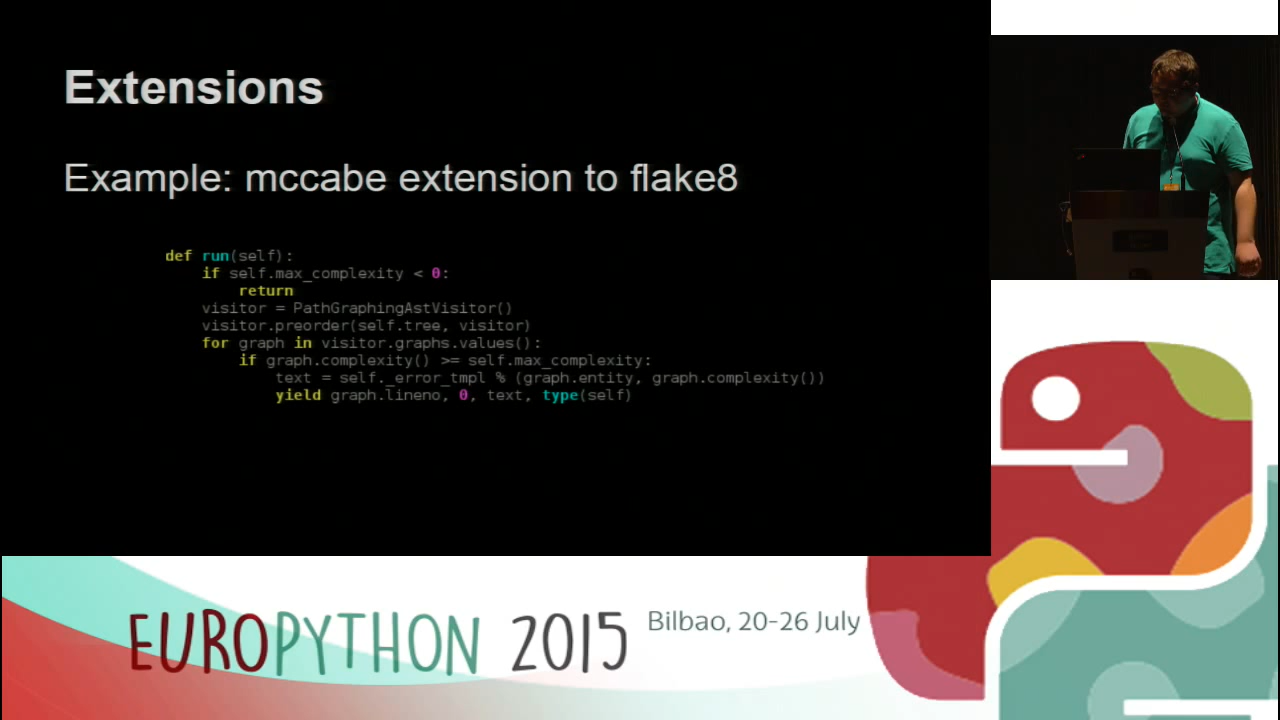 Extensions
Example: mccabe extension to flake8
def run(self):
    if self.max_complexity < 0:
        return
    visitor = PathGraphingAstVisitor()
    visitor.preorder(self.tree, visitor)
    for graph in visitor.graphs.values():
        if graph.complexity() >= self.max_complexity:
            text = self._error_tmpl % (graph.entity, graph.complexity())
            yield graph.lineno, 0, text, type(self)
EUROPYTHON 2015
Bilbao, 20-26 July